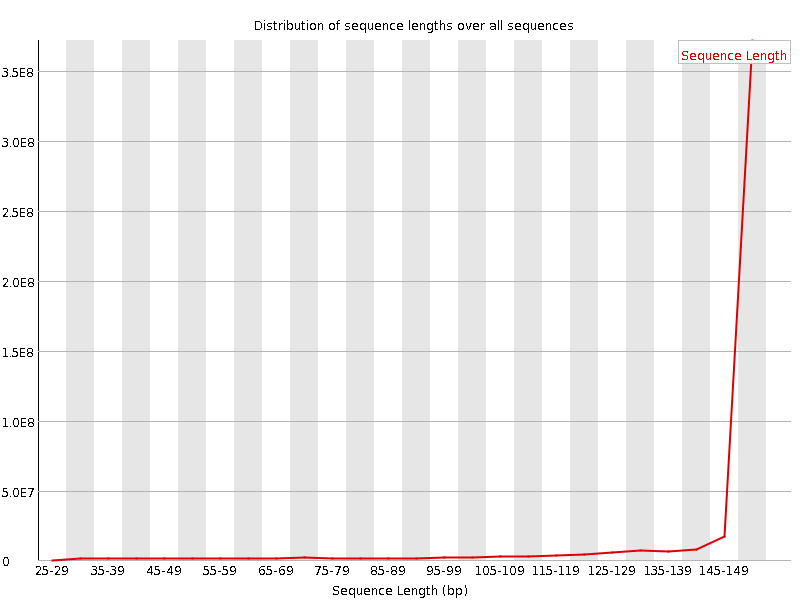 Distribution of sequence lengths over all sequences
Sequence Length
3.5E8
3.0E8
2.5E8
2.0E8
1.5E8
1.0E8
5.0E7
0
25-29 35-39 45-49 55-59 65-69 75-79 85-89 95-99 105-109 115-119 125-129 135-139 145-149
Sequence Length (bp)